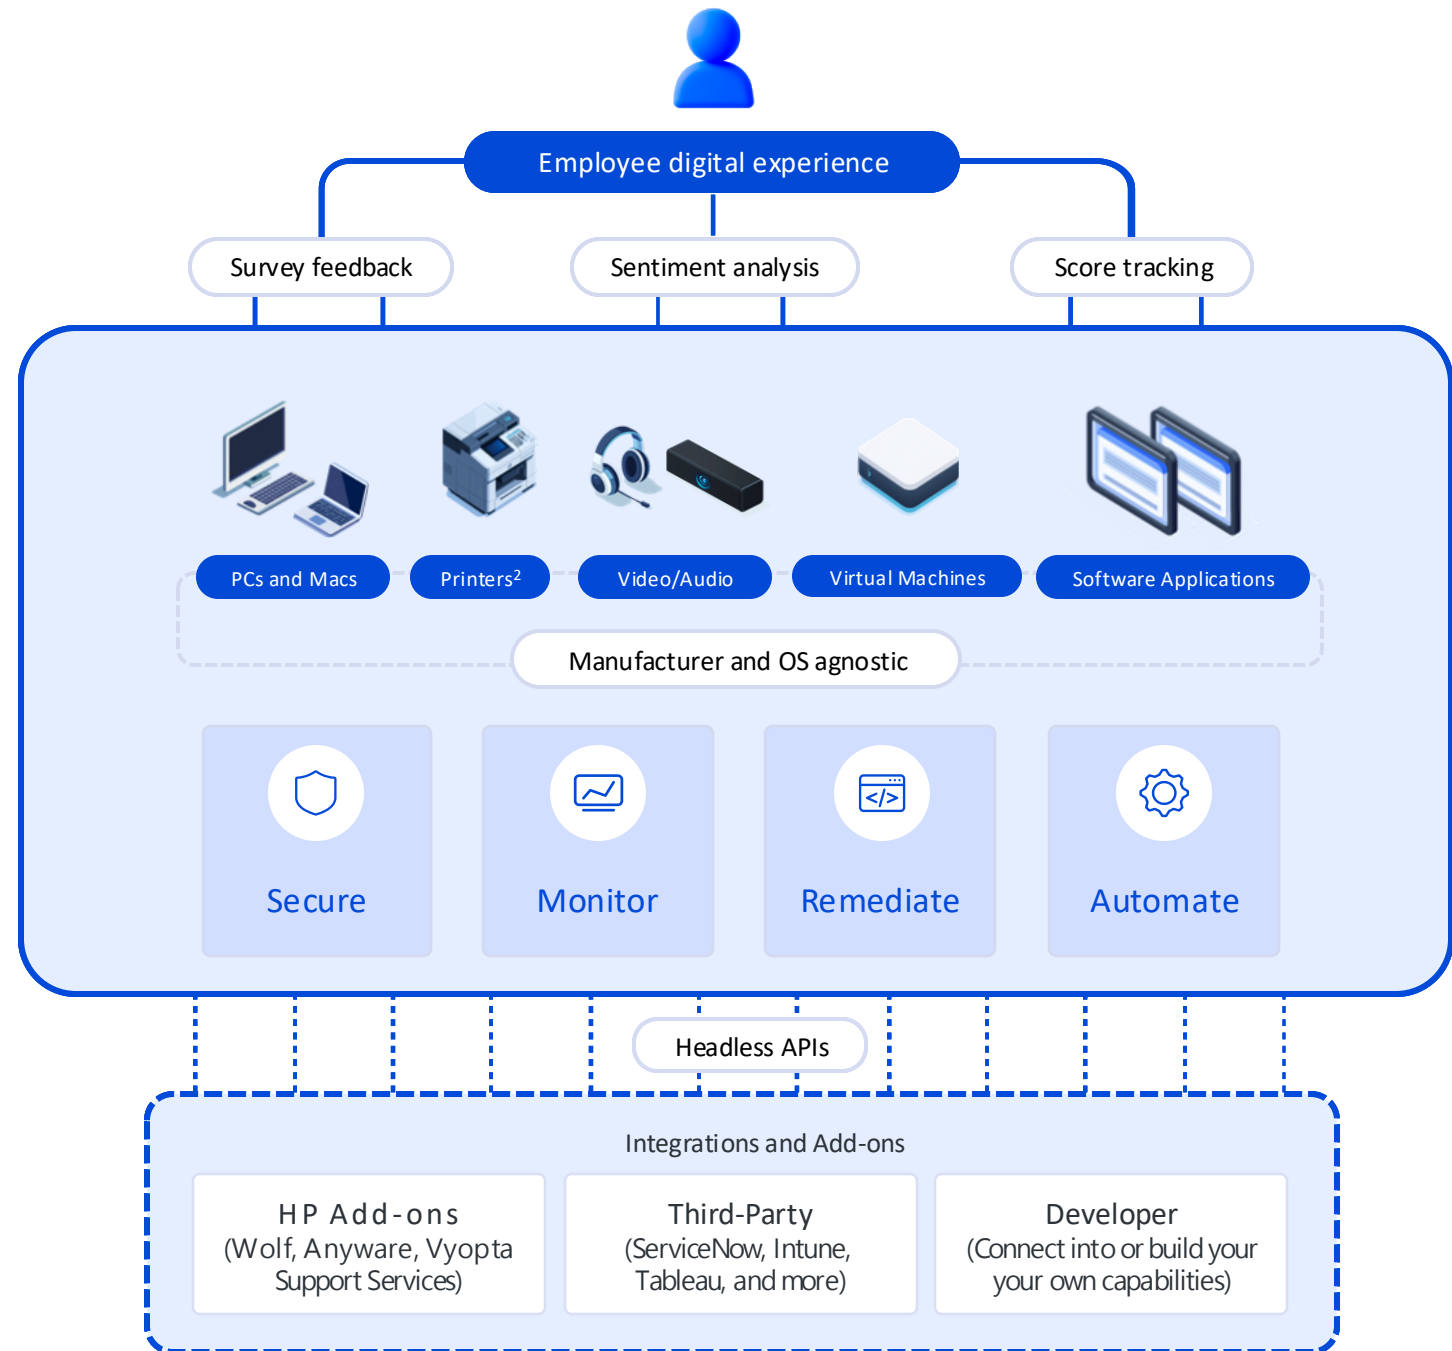 Employee digital experience
Survey feedback
Sentiment analysis
Score tracking
PCs and Macs
Printers²
Video/Audio
Virtual Machines
Software Applications
Manufacturer and OS agnostic
Secure
Monitor
Remediate
</>
Automate
Headless APIs
Integrations and Add-ons
HP Add-ons
(Wolf, Anyware, Vyopta
Support Services)
Third-Party
(ServiceNow, Intune,
Tableau, and more)
Developer
(Connect into or build your
your own capabilities)